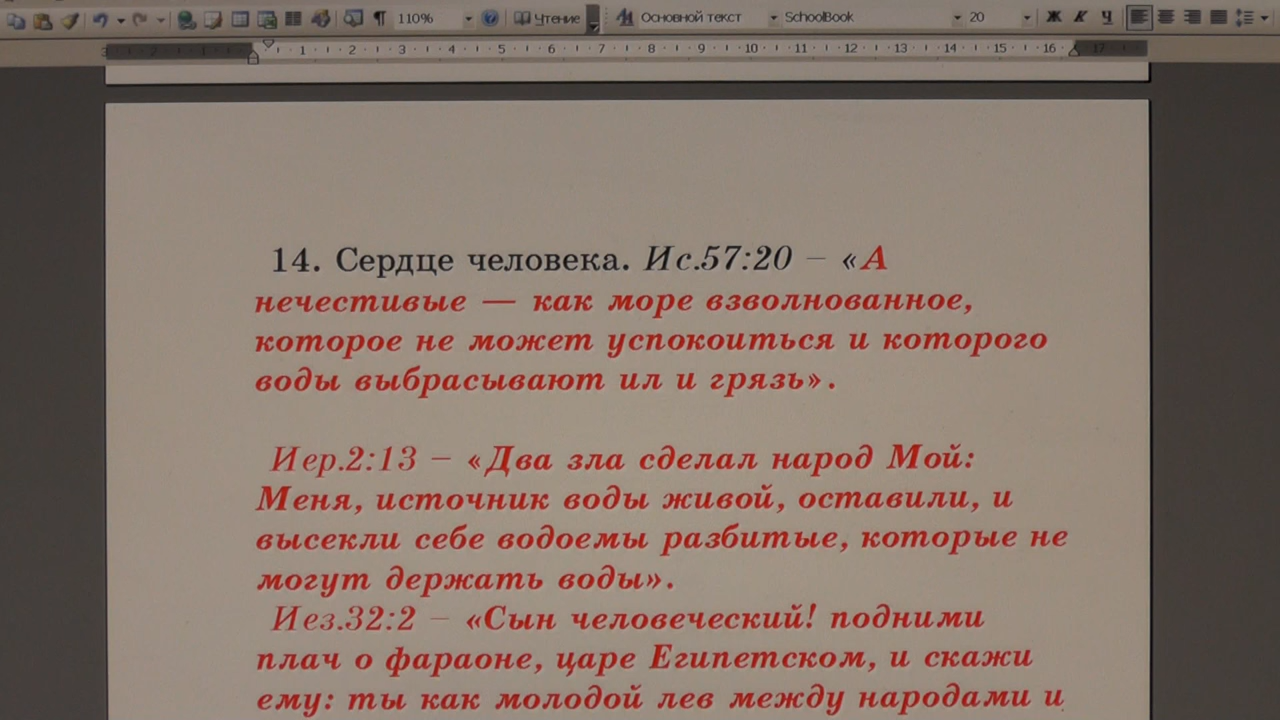 110%
Чтение
Основной текст
SchoolBook
20
Ж К Ч
3 2 1 1 2 3 4 5 6 7 8 9 10 11 12 13 14 15 16 17
14. Сердце человека. Ис.57:20 – «А
нечестивые — как море взволнованное,
которое не может успокоиться и которого
воды выбрасывают ил и грязь».
Иер.2:13 – «Два зла сделал народ Мой:
Меня, источник воды живой, оставили, и
высекли себе водоемы разбитые, которые не
могут держать воды».
Иез.32:2 – «Сын человеческий! подними
плач о фараоне, царе Египетском, и скажи
ему: ты как молодой лев между народами и